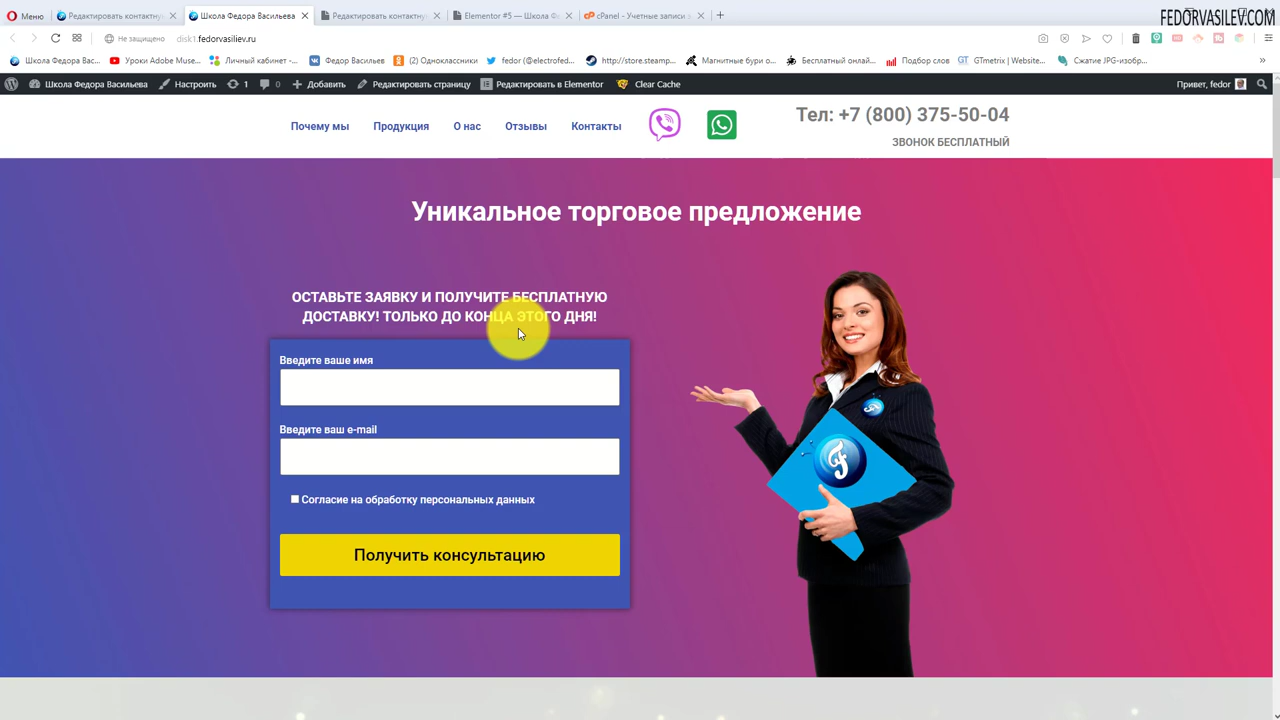 FEDORVASILEV.COM
Меню
Редактировать контактну
Школа Федора Васильева
Редактировать контактну
Elementor #5 — Школа Ф
cPanel - Учетные записи э
Не защищено
disk1.fedorvasiliev.ru
Школа Федора Вас...
Уроки Adobe Muse...
Личный кабинет -...
Федор Васильев
(2) Одноклассники
fedor (@electrofed...
http://store.steamp...
Магнитные бури о...
Бесплатный онлай...
Подбор слов
GT
GTmetrix | Website...
Сжатие JPG-изобр...
Школа Федора Васильева
Настроить
1
0
Добавить
Редактировать страницу
Редактировать в Elementor
Clear Cache
Привет, fedor
Почему мы
Продукция
О нас
Отзывы
Контакты
Тел: +7 (800) 375-50-04
ЗВОНОК БЕСПЛАТНЫЙ
Уникальное торговое предложение
ОСТАВЬТЕ ЗАЯВКУ И ПОЛУЧИТЕ БЕСПЛАТНУЮ
ДОСТАВКУ! ТОЛЬКО ДО КОНЦА ЭТОГО ДНЯ!
Введите ваше имя
Введите ваш e-mail
Согласие на обработку персональных данных
Получить консультацию